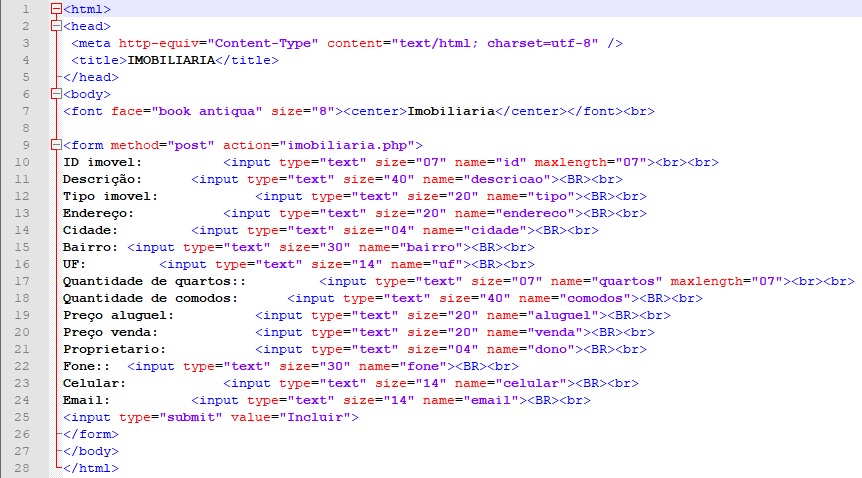 1 <html>
2 <head>
3 <meta http-equiv="Content-Type" content="text/html; charset=utf-8" />
4 <title>IMOBILIARIA</title>
5 </head>
6 <body>
7 <font face="book antiqua" size="8"><center>Imobiliaria</center></font><br>
8
9 <form method="post" action="imobiliaria.php">
10 ID imovel: <input type="text" size="07" name="id" maxlength="07"><br><br>
11 Descrição: <input type="text" size="40" name="descricao"><BR><br>
12 Tipo imovel: <input type="text" size="20" name="tipo"><BR><br>
13 Endereço: <input type="text" size="20" name="endereco"><BR><br>
14 Cidade: <input type="text" size="04" name="cidade"><BR><br>
15 Bairro: <input type="text" size="30" name="bairro"><BR><br>
16 UF: <input type="text" size="14" name="uf"><BR><br>
17 Quantidade de quartos:: <input type="text" size="07" name="quartos" maxlength="07"><br><br>
18 Quantidade de comodos: <input type="text" size="40" name="comodos"><BR><br>
19 Preço aluguel: <input type="text" size="20" name="aluguel"><BR><br>
20 Preço venda: <input type="text" size="20" name="venda"><BR><br>
21 Proprietario: <input type="text" size="04" name="dono"><BR><br>
22 Fone:: <input type="text" size="30" name="fone"><BR><br>
23 Celular: <input type="text" size="14" name="celular"><BR><br>
24 Email: <input type="text" size="14" name="email"><BR><br>
25 <input type="submit" value="Incluir">
26 </form>
27 </body>
28 </html>